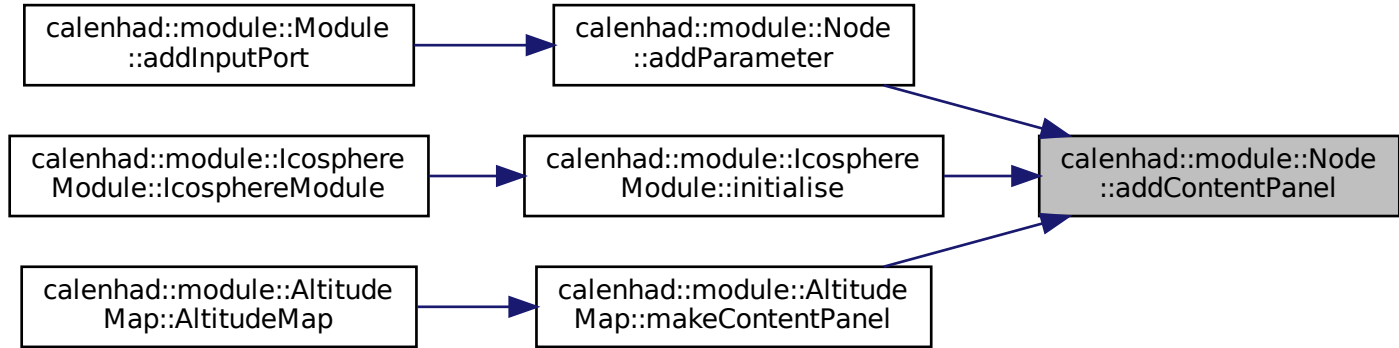 calenhad::module::Module
::addInputPort
calenhad::module::Node
::addParameter
calenhad::module::Icosphere
Module::IcosphereModule
calenhad::module::Icosphere
Module::initialise
calenhad::module::Node
::addContentPanel
calenhad::module::Altitude
Map::AltitudeMap
calenhad::module::Altitude
Map::makeContentPanel